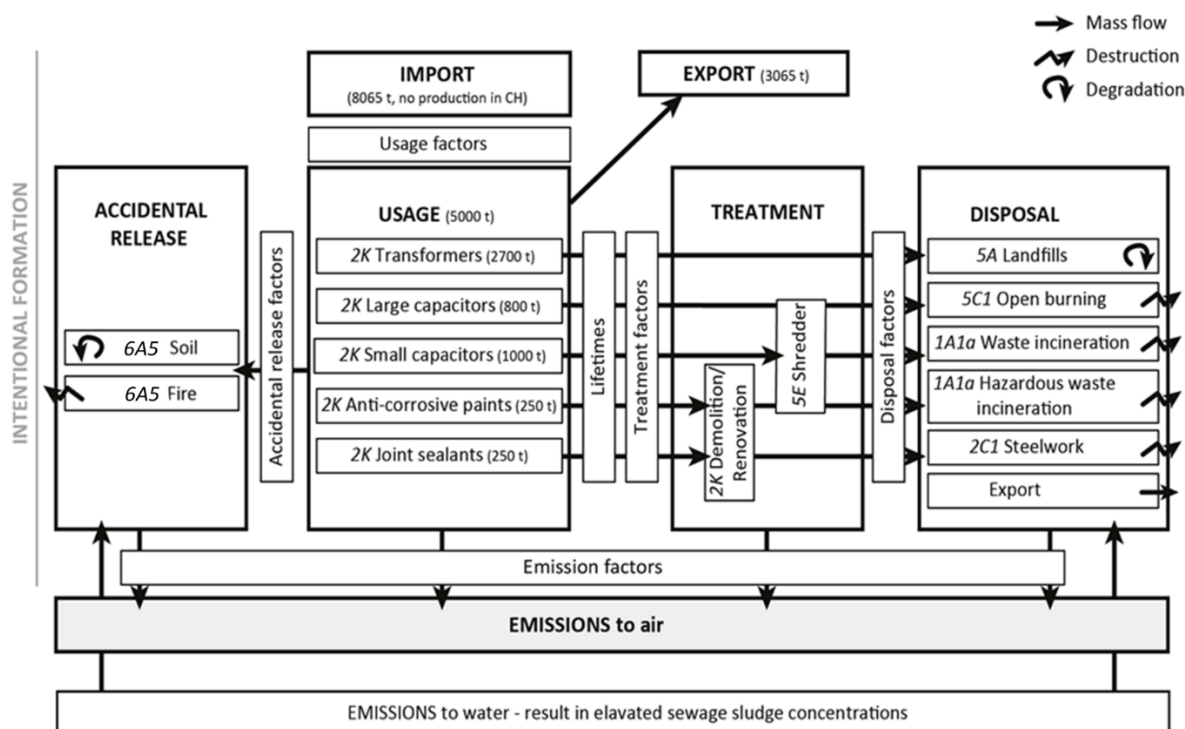 Mass flow
Destruction
Degradation
IMPORT
(8065 t, no production in CH)
EXPORT (3065 t)
Usage factors
INTENTIONAL FORMATION
ACCIDENTAL
RELEASE
6A5 Soil
6A5 Fire
Accidental release factors
USAGE (5000 t)
2K Transformers (2700 t)
2K Large capacitors (800 t)
2K Small capacitors (1000 t)
2K Anti-corrosive paints (250 t)
2K Joint sealants (250 t)
Lifetimes
Treatment factors
TREATMENT
5E Shredder
2K Demolition/
Renovation
Disposal factors
DISPOSAL
5A Landfills
5C1 Open burning
1A1a Waste incineration
1A1a Hazardous waste
incineration
2C1 Steelwork
Export
Emission factors
EMISSIONS to air
EMISSIONS to water - result in elavated sewage sludge concentrations